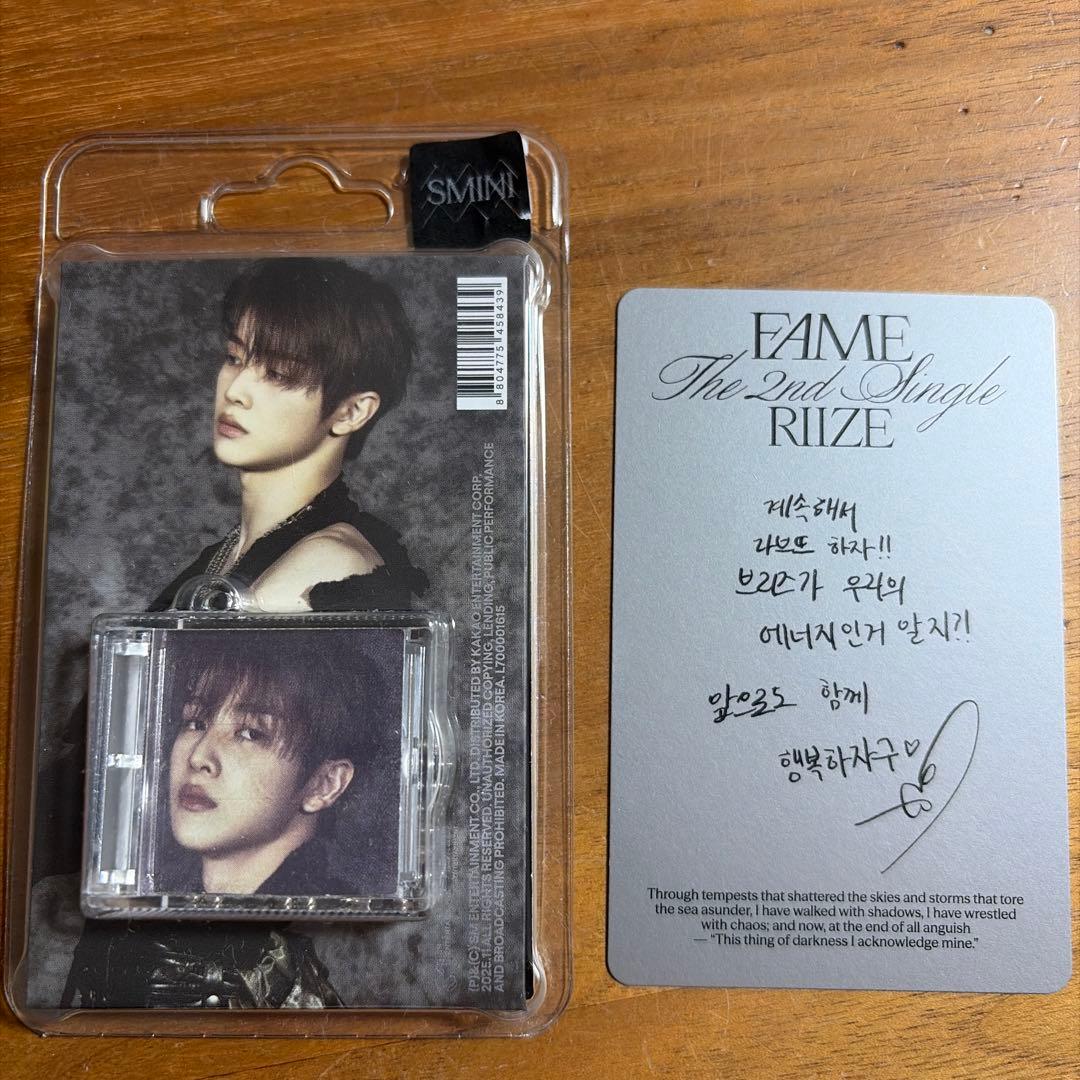 SMINI
8 804775 458439
(P)&(C) SM ENTERTAINMENT CO., LTD. DISTRIBUTED BY KAKAO ENTERTAINMENT CORP.
2025.11. ALL RIGHTS RESERVED. UNAUTHORIZED COPYING, LENDING, PUBLIC PERFORMANCE
AND BROADCASTING PROHIBITED. MADE IN KOREA. L700001615
FAME
The 2nd Single
RIIZE
계속해서
라브뜨 하자!!
브리즈가 우리의
에너지인거 알지?!
앞으로도 함께
행복하자구♡
Through tempests that shattered the skies and storms that tore
the sea asunder, I have walked with shadows, I have wrestled
with chaos; and now, at the end of all anguish
— “This thing of darkness I acknowledge mine.”